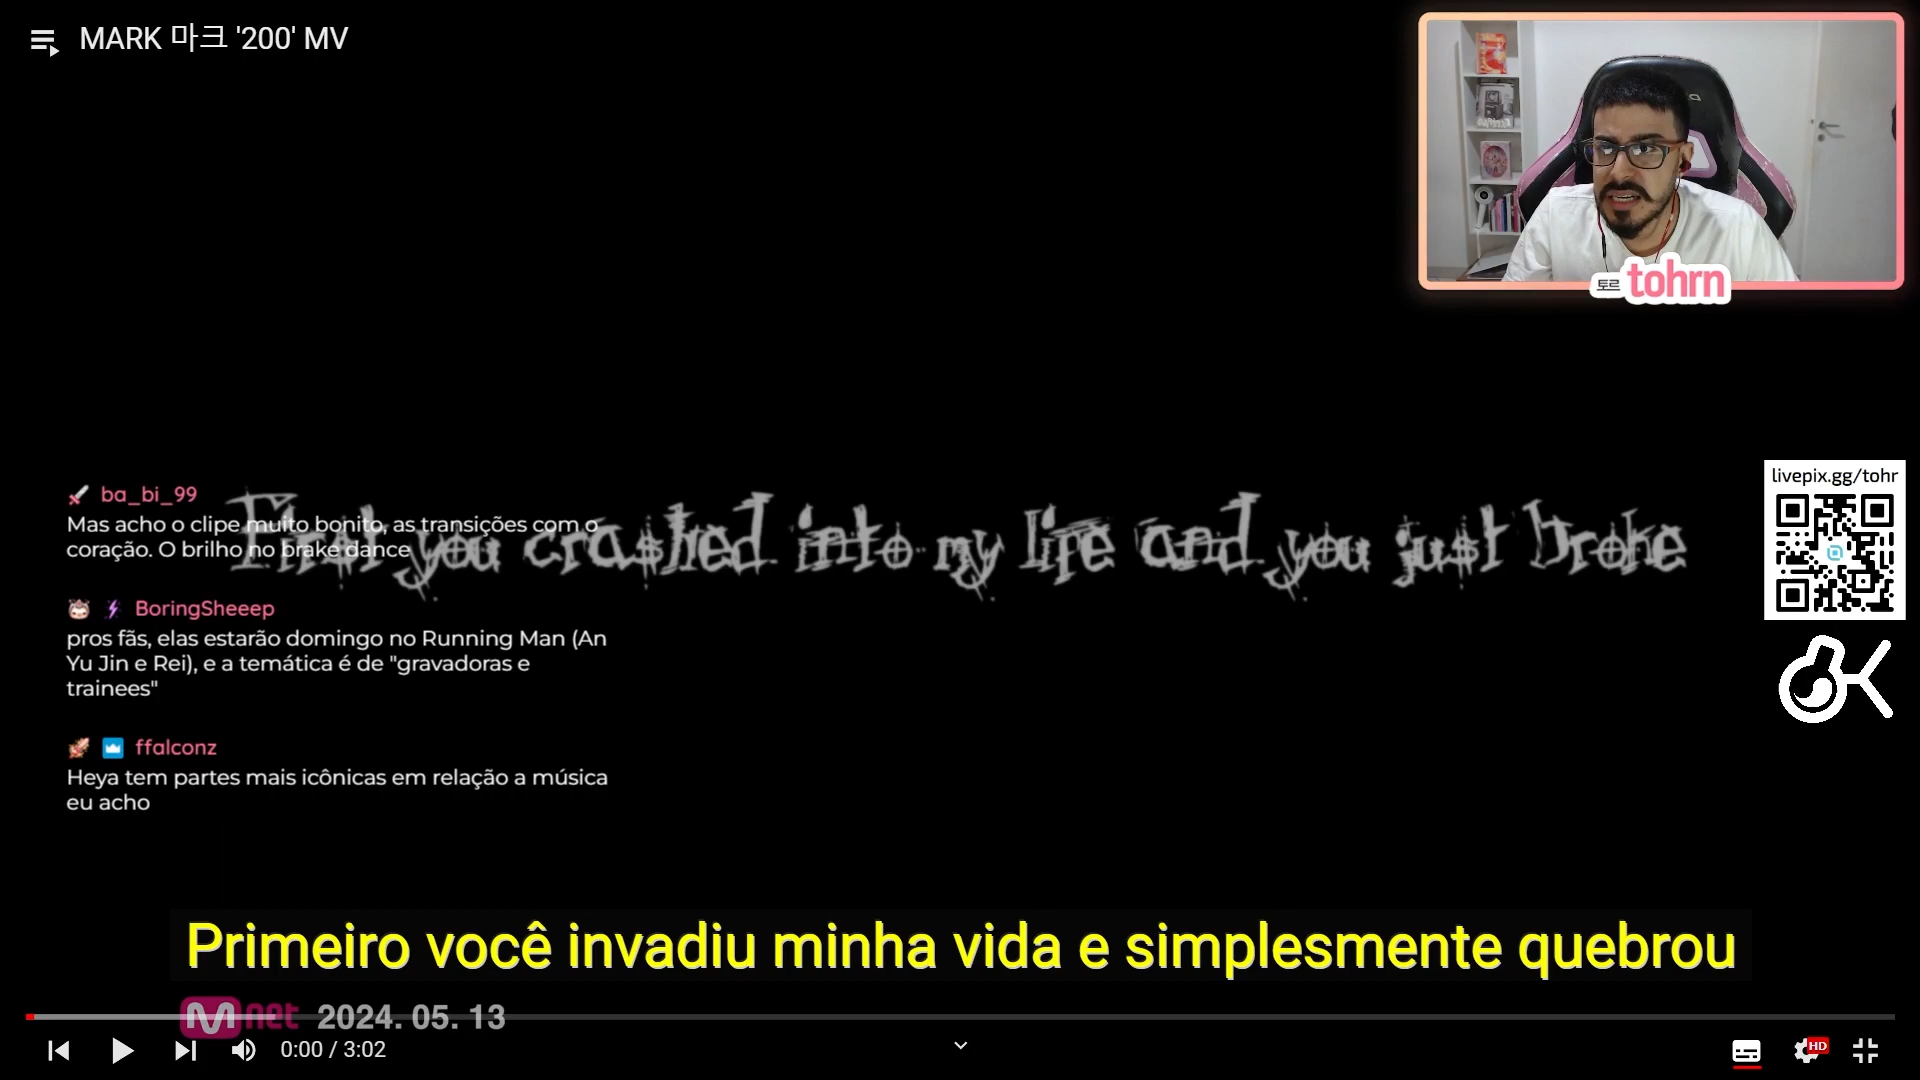 MARK 마크 '200' MV
토르 tohrn
livepix.gg/tohr
ba_bi_99
Mas acho o clipe muito bonito, as transições com o
coração. O brilho no brake dance
First you crashed into my life and you just broke
BoringSheeep
pros fãs, elas estarão domingo no Running Man (An
Yu Jin e Rei), e a temática é de "gravadoras e
trainees"
ffalconz
Heya tem partes mais icônicas em relação a música
eu acho
Primeiro você invadiu minha vida e simplesmente quebrou
Mnet 2024. 05. 13
0:00 / 3:02
HD